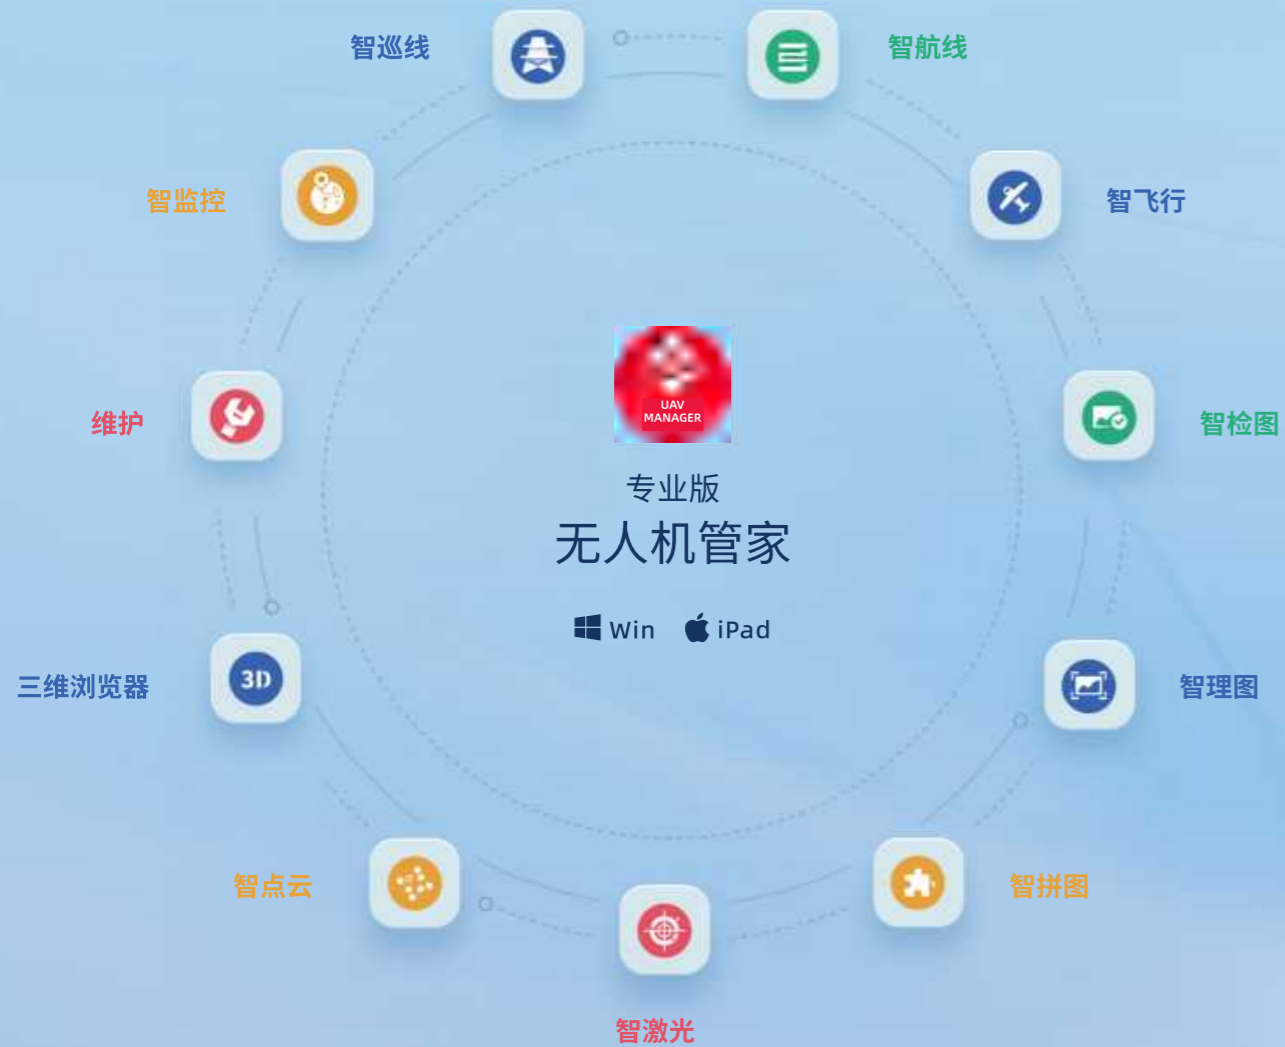 智巡线
智航线
智监控
智飞行
UAV
MANAGER
维护
智检图
专业版
无人机管家
Win iPad
三维浏览器
3D
智理图
智点云
智拼图
智激光